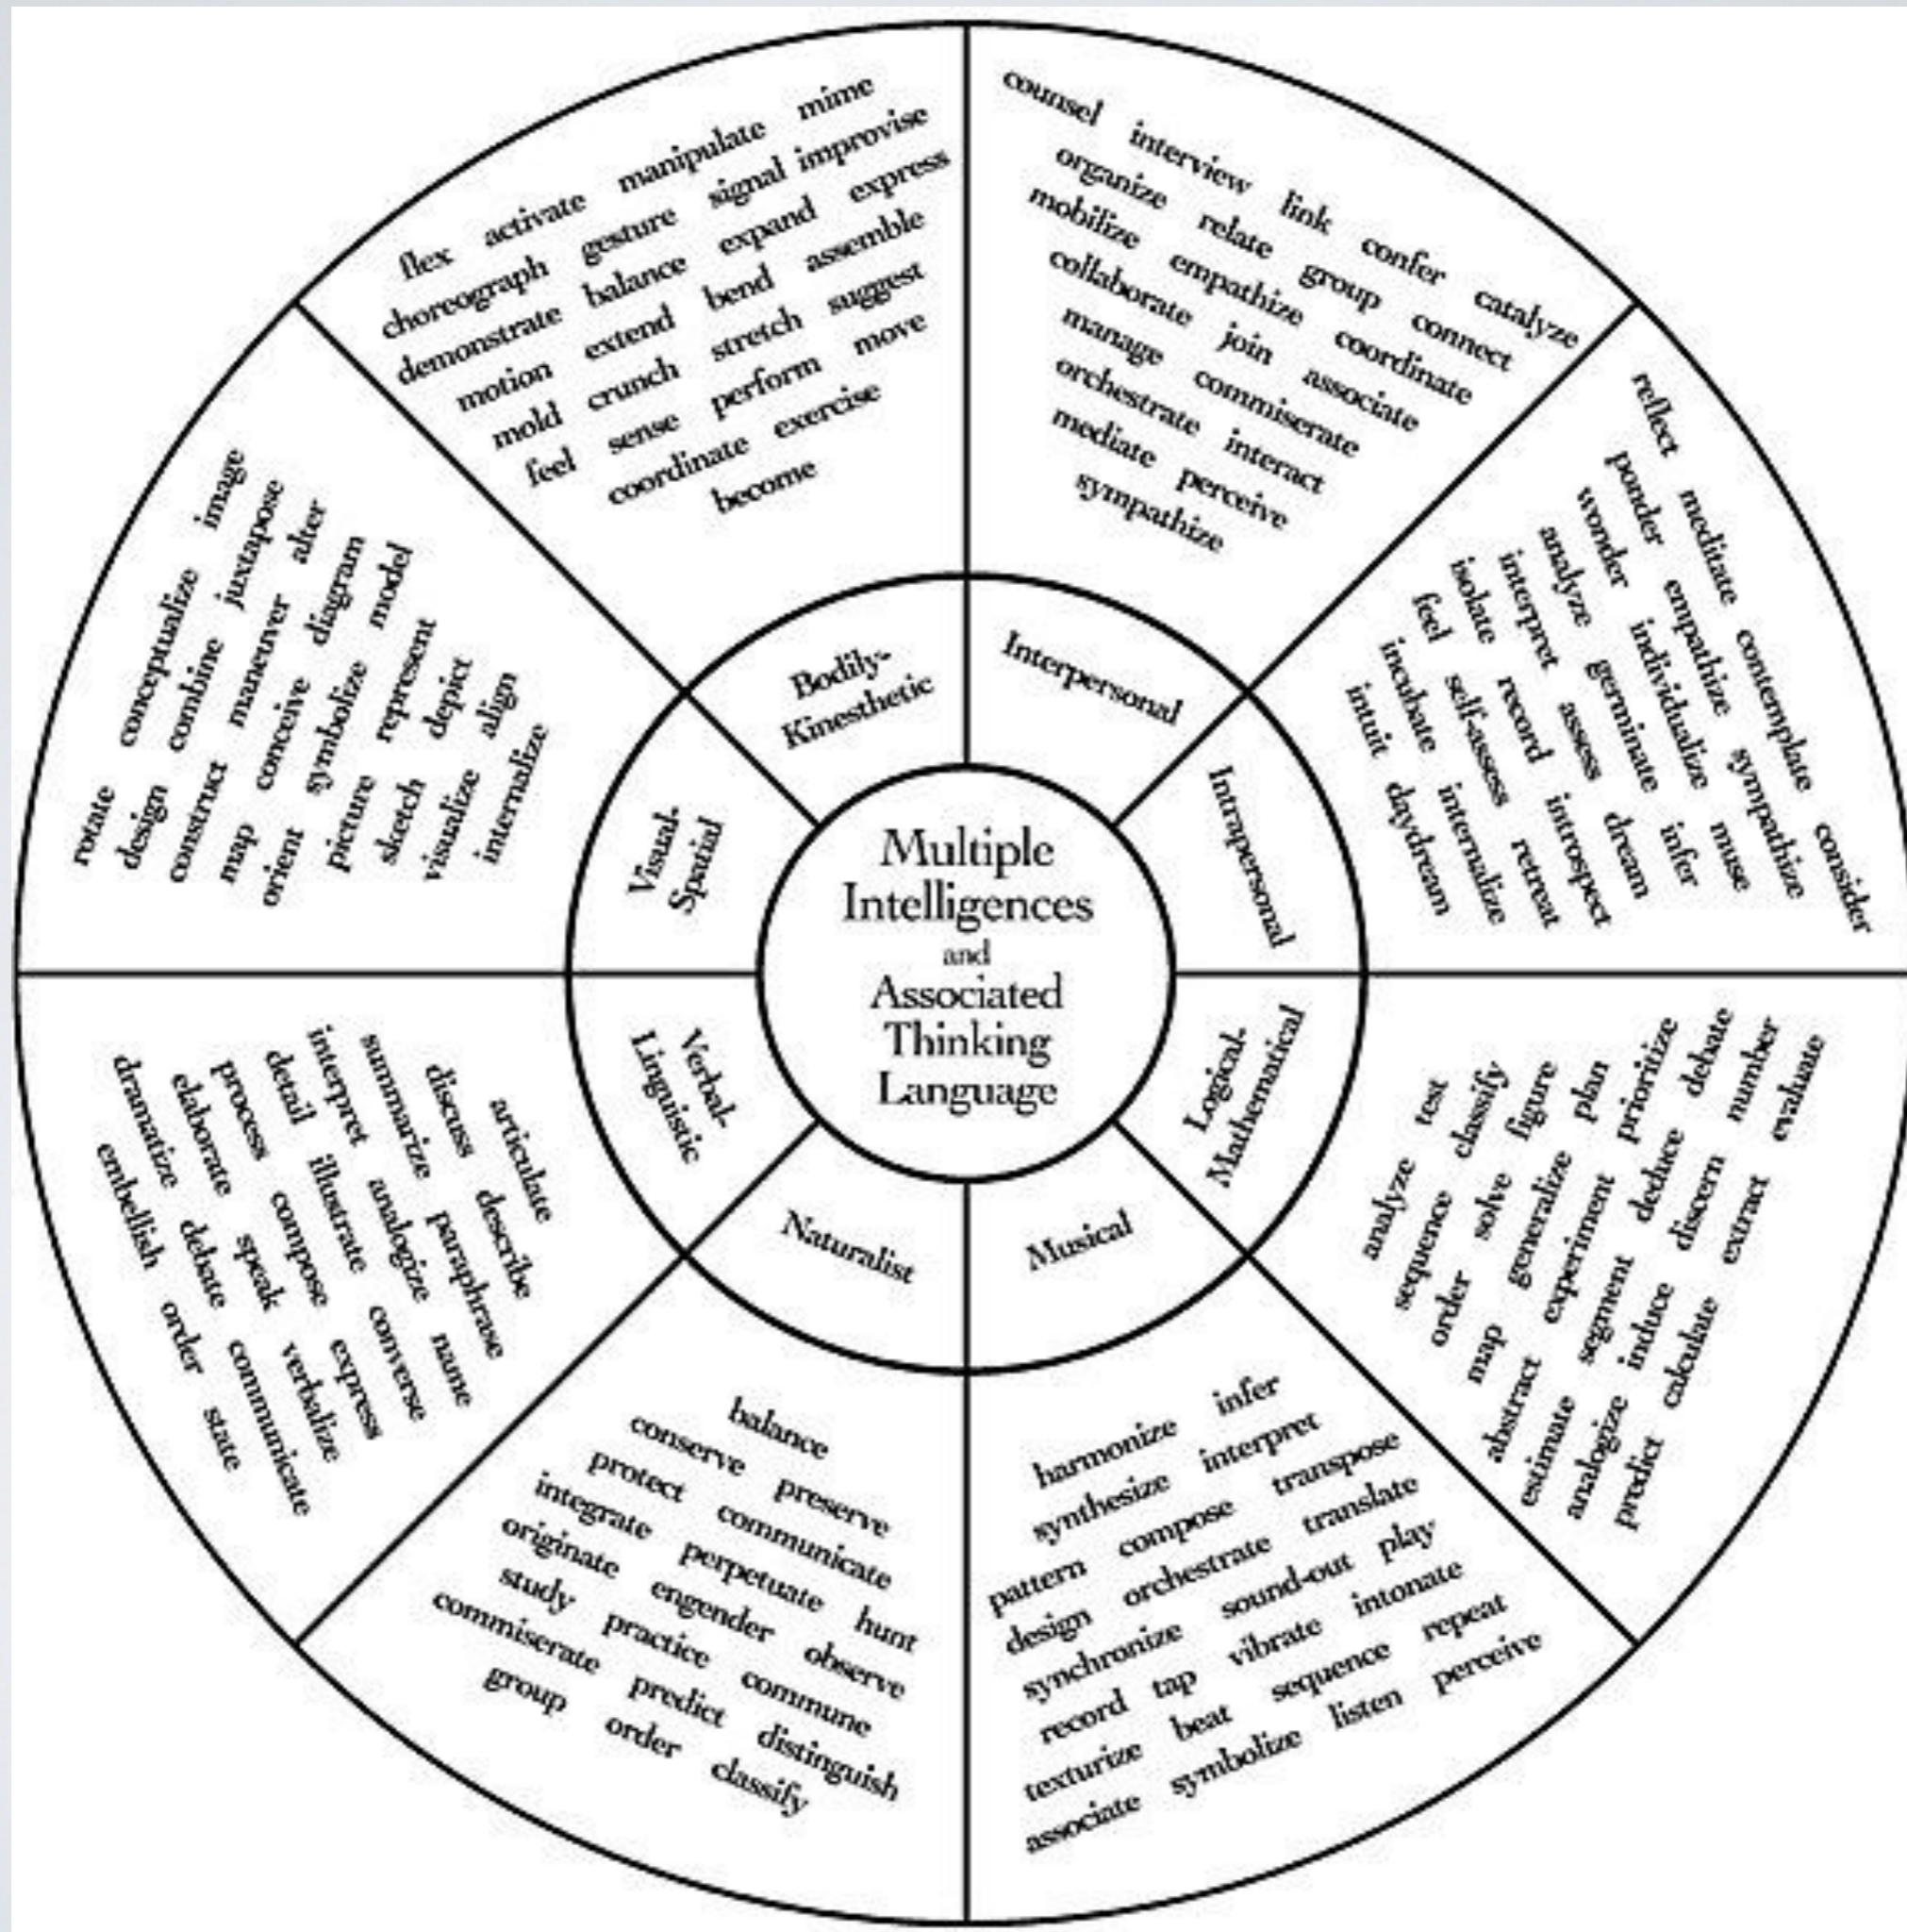 Multiple
Intelligences
and
Associated
Thinking
Language
Interpersonal
counsel interview link confer catalyze
organize relate group connect
mobilize empathize coordinate
collaborate join associate
manage commiserate
orchestrate interact
mediate perceive
sympathize
Intrapersonal
reflect meditate contemplate consider
ponder empathize sympathize
wonder individualize muse
analyze germinate infer
interpret assess dream
isolate record introspect
feel self-assess retreat
incubate internalize
intuit daydream
Logical-
Mathematical
analyze test
sequence classify
order solve figure
map generalize plan
abstract experiment prioritize
estimate segment deduce debate
analogize induce discern number
predict calculate extract evaluate
Musical
harmonize infer
synthesize interpret
pattern compose transpose
design orchestrate translate
synchronize sound-out play
record tap vibrate intonate
texturize beat sequence repeat
associate symbolize listen perceive
Naturalist
balance
conserve preserve
protect communicate
integrate perpetuate hunt
originate engender observe
study practice commune
commiserate predict distinguish
group order classify
Verbal-
Linguistic
articulate
discuss describe
summarize paraphrase
interpret analogize name
detail illustrate converse
process compose express
elaborate speak verbalize
dramatize debate communicate
embellish order state
Visual-
Spatial
rotate conceptualize image
design combine juxtapose
construct maneuver alter
map conceive diagram
orient symbolize model
picture represent
sketch depict
visualize align
internalize
Bodily-
Kinesthetic
flex activate manipulate mime
choreograph gesture signal improvise
demonstrate balance expand express
motion extend bend assemble
mold crunch stretch suggest
feel sense perform move
coordinate exercise
become